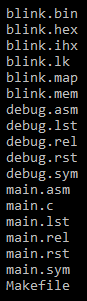 blink.bin
blink.hex
blink.ihx
blink.lk
blink.map
blink.mem
debug.asm
debug.lst
debug.rel
debug.rst
debug.sym
main.asm
main.c
main.lst
main.rel
main.rst
main.sym
Makefile